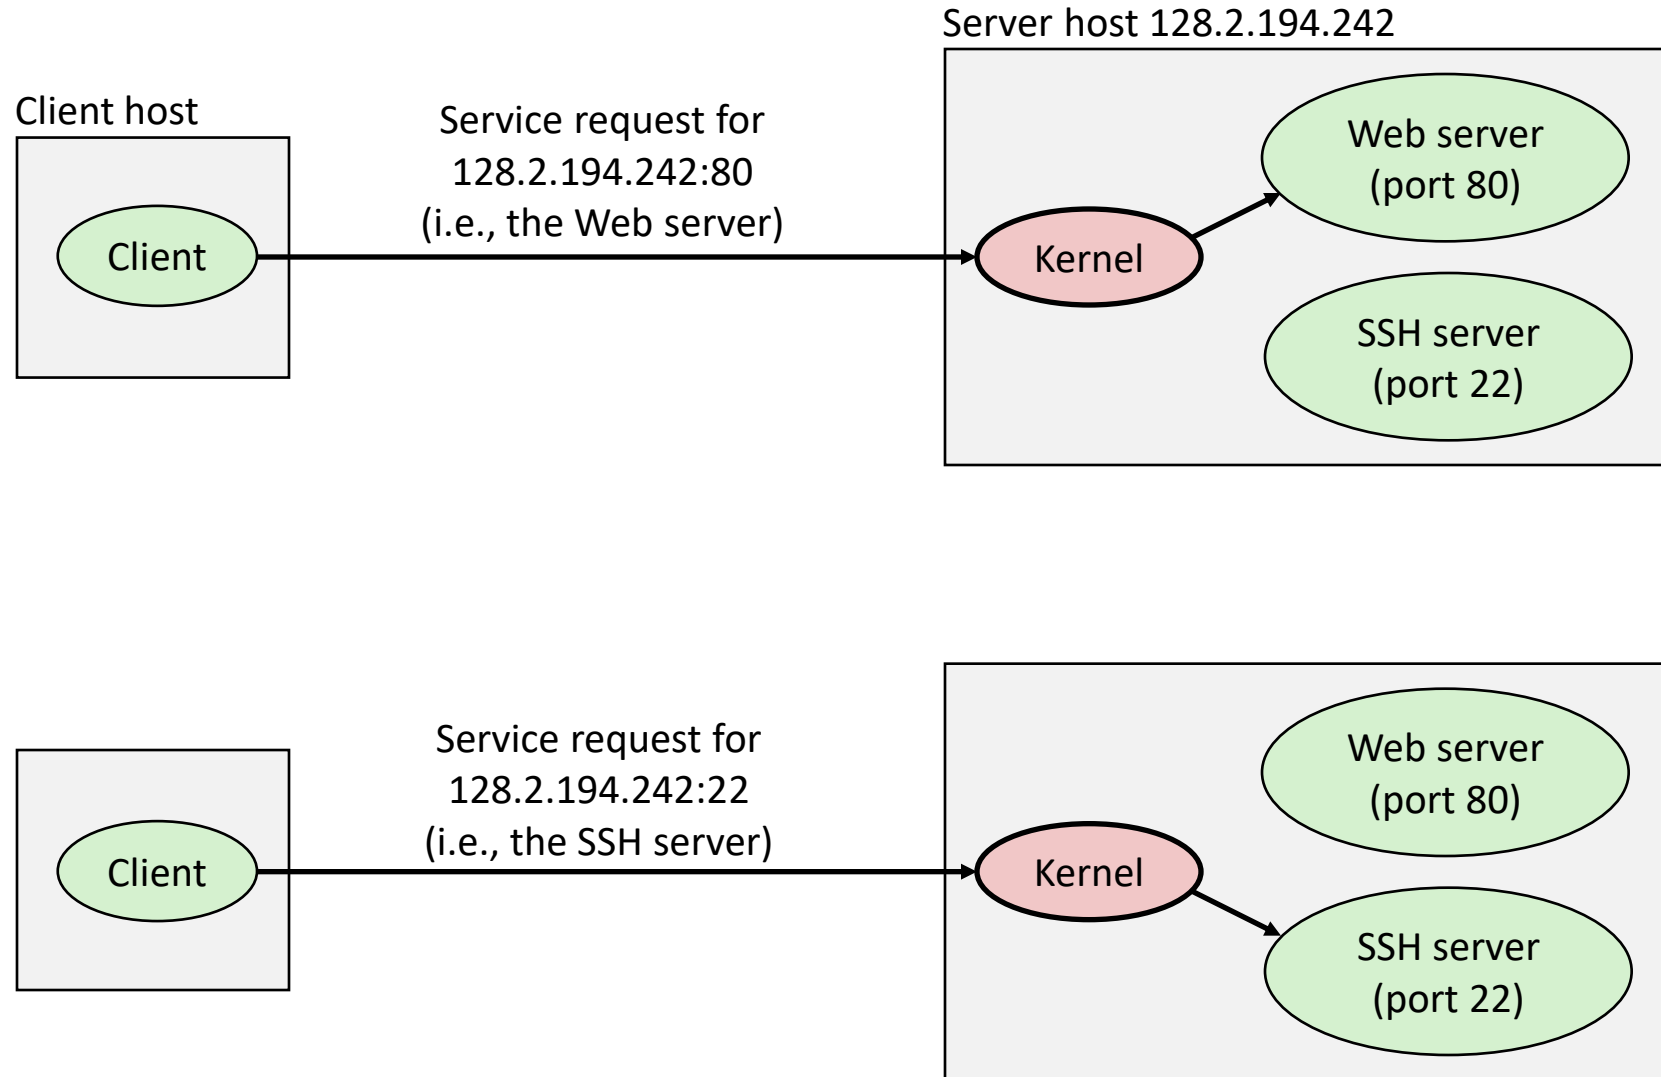 Server host 128.2.194.242
Client host
Service request for
128.2.194.242:80
(i.e., the Web server)
Client
Kernel
Web server
(port 80)
SSH server
(port 22)
Service request for
128.2.194.242:22
(i.e., the SSH server)
Client
Kernel
Web server
(port 80)
SSH server
(port 22)